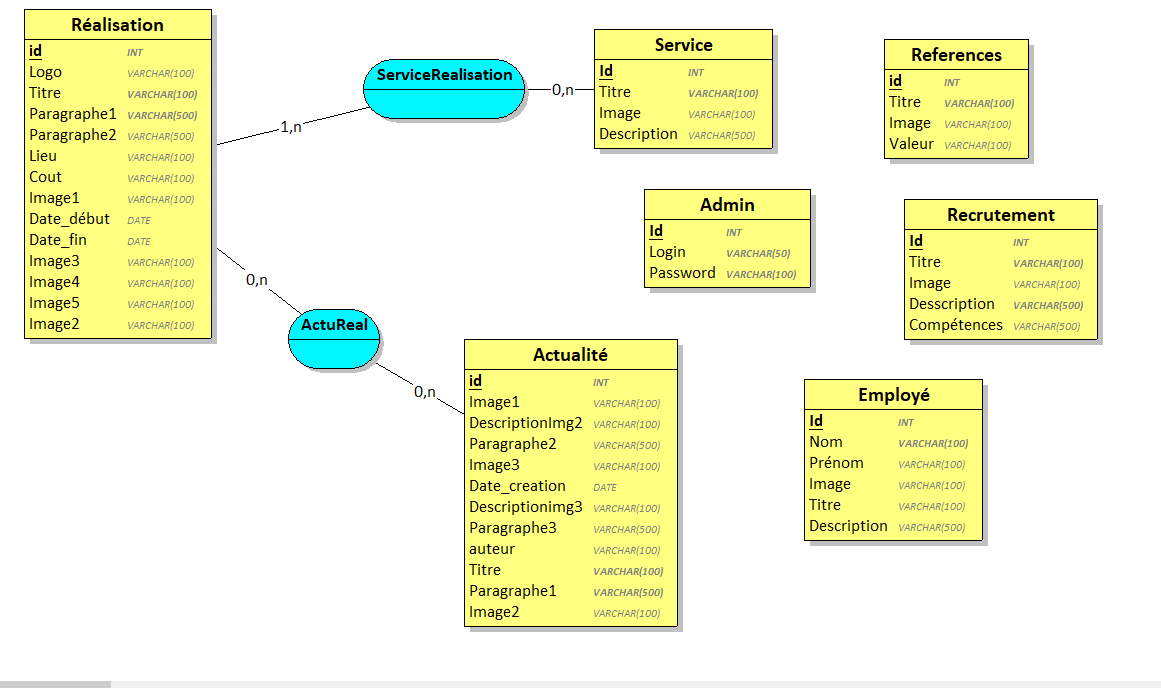 Réalisation
id INT
Logo VARCHAR(100)
Titre VARCHAR(100)
Paragraphe1 VARCHAR(500)
Paragraphe2 VARCHAR(500)
Lieu VARCHAR(100)
Cout VARCHAR(100)
Image1 VARCHAR(100)
Date_début DATE
Date_fin DATE
Image3 VARCHAR(100)
Image4 VARCHAR(100)
Image5 VARCHAR(100)
Image2 VARCHAR(100)
1,n
ServiceRealisation
0,n
Service
Id INT
Titre VARCHAR(100)
Image VARCHAR(100)
Description VARCHAR(500)
References
id INT
Titre VARCHAR(100)
Image VARCHAR(100)
Valeur VARCHAR(100)
Admin
Id INT
Login VARCHAR(50)
Password VARCHAR(100)
Recrutement
Id INT
Titre VARCHAR(100)
Image VARCHAR(100)
Desscription VARCHAR(500)
Compétences VARCHAR(500)
0,n
ActuReal
0,n
Actualité
id INT
Image1 VARCHAR(100)
DescriptionImg2 VARCHAR(100)
Paragraphe2 VARCHAR(500)
Image3 VARCHAR(100)
Date_creation DATE
Descriptionimg3 VARCHAR(100)
Paragraphe3 VARCHAR(500)
auteur VARCHAR(100)
Titre VARCHAR(100)
Paragraphe1 VARCHAR(500)
Image2 VARCHAR(100)
Employé
Id INT
Nom VARCHAR(100)
Prénom VARCHAR(100)
Image VARCHAR(100)
Titre VARCHAR(100)
Description VARCHAR(500)